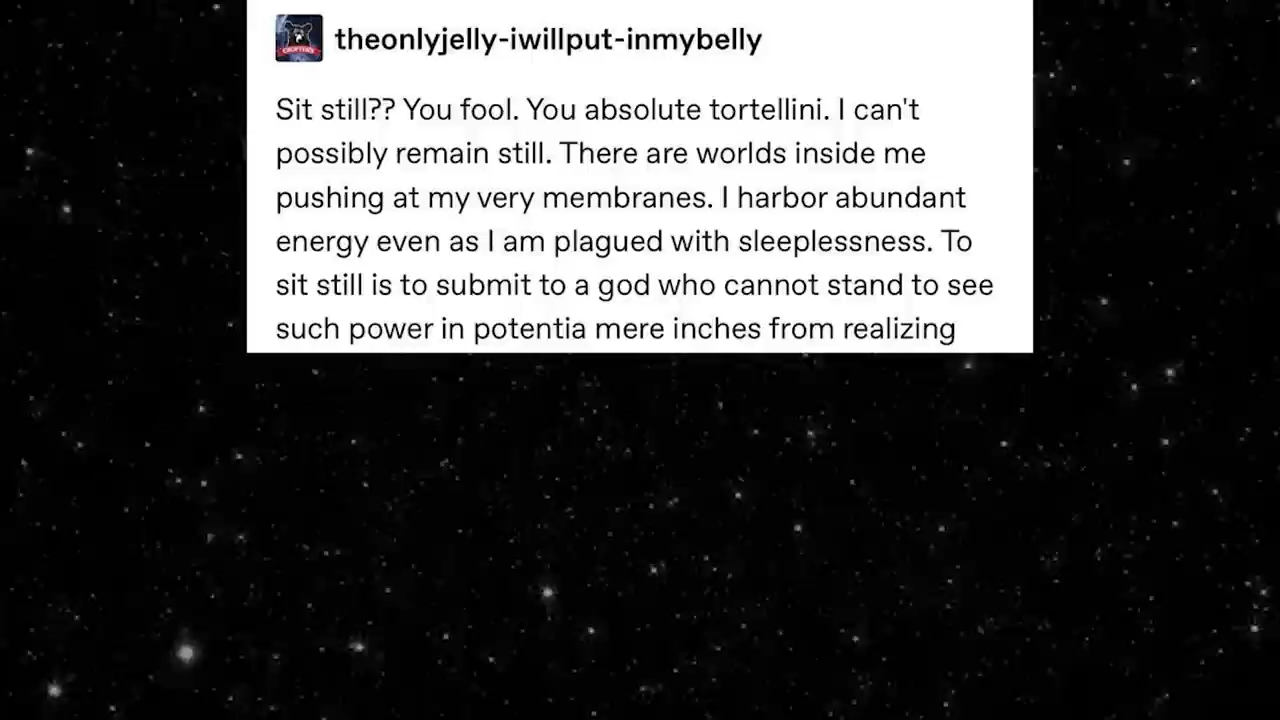 theonlyjelly-iwillput-inmybelly
Sit still?? You fool. You absolute tortellini. I can't
possibly remain still. There are worlds inside me
pushing at my very membranes. I harbor abundant
energy even as I am plagued with sleeplessness. To
sit still is to submit to a god who cannot stand to see
such power in potentia mere inches from realizing